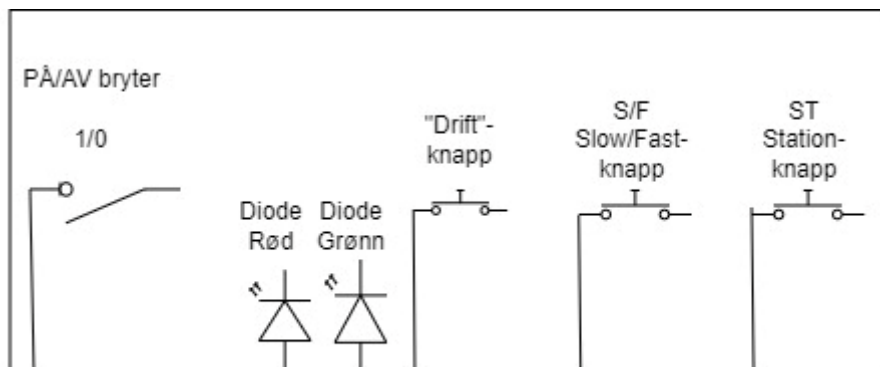 PÅ/AV bryter
1/0
Diode
Rød
Diode
Grønn
"Drift"-
knapp
S/F
Slow/Fast-
knapp
ST
Station-
knapp